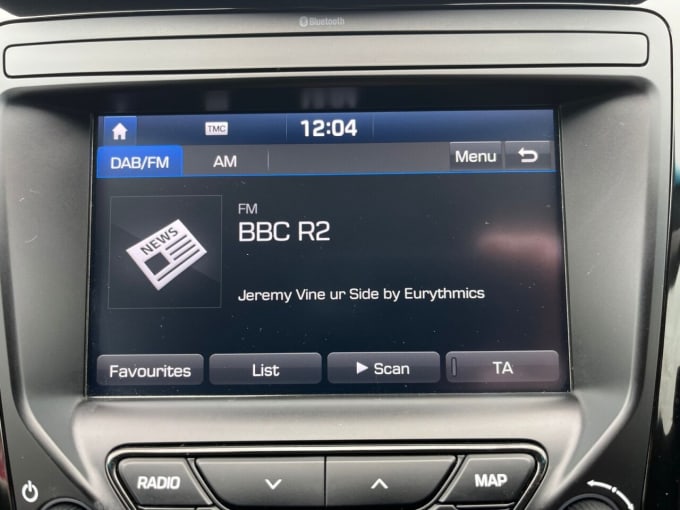 Bluetooth
TMC 12:04
DAB/FM AM Menu
NEWS
FM
BBC R2
Jeremy Vine ur Side by Eurythmics
Favourites List Scan TA
RADIO MAP